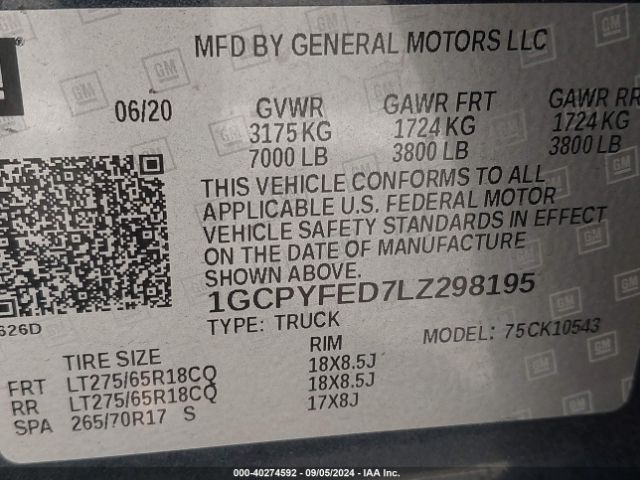 MFD BY GENERAL MOTORS LLC
06/20 GVWR GAWR FRT GAWR RR
3175 KG 1724 KG 1724 KG
7000 LB 3800 LB 3800 LB
THIS VEHICLE CONFORMS TO ALL
APPLICABLE U.S. FEDERAL MOTOR
VEHICLE SAFETY STANDARDS IN EFFECT
ON THE DATE OF MANUFACTURE
SHOWN ABOVE.
1GCPYFED7LZ298195
626D TYPE: TRUCK MODEL: 75CK10543
TIRE SIZE RIM
FRT LT275/65R18CQ 18X8.5J
RR LT275/65R18CQ 18X8.5J
SPA 265/70R17 S 17X8J
000-40274592 - 09/05/2024 - IAA Inc.